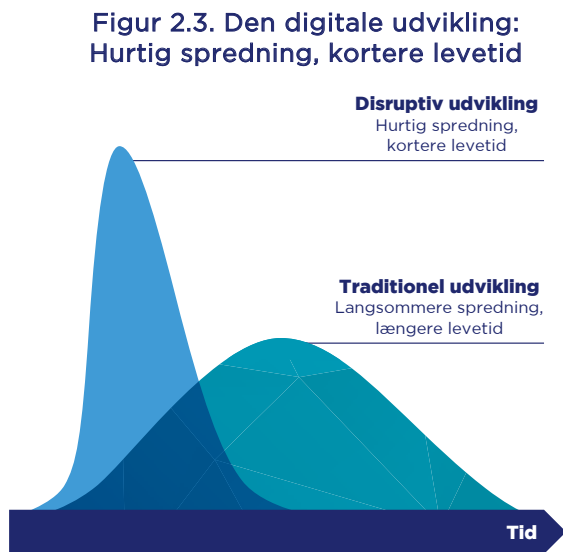 Figur 2.3. Den digitale udvikling:
Hurtig spredning, kortere levetid
Disruptiv udvikling
Hurtig spredning,
kortere levetid
Traditionel udvikling
Langsommere spredning,
længere levetid
Tid